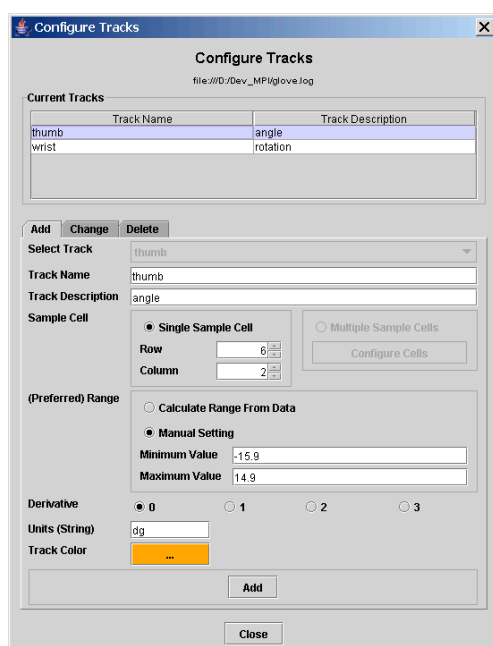 Configure Tracks
Configure Tracks
file:///D:/Dev_MPI/glove.log
Current Tracks
Track Name Track Description
thumb angle
wrist rotation
Add Change Delete
Select Track thumb
Track Name thumb
Track Description angle
Sample Cell
Single Sample Cell Multiple Sample Cells
Row 6 Configure Cells
Column 2
(Preferred) Range
Calculate Range From Data
Manual Setting
Minimum Value -15.9
Maximum Value 14.9
Derivative 0 1 2 3
Units (String) dg
Track Color ...
Add
Close